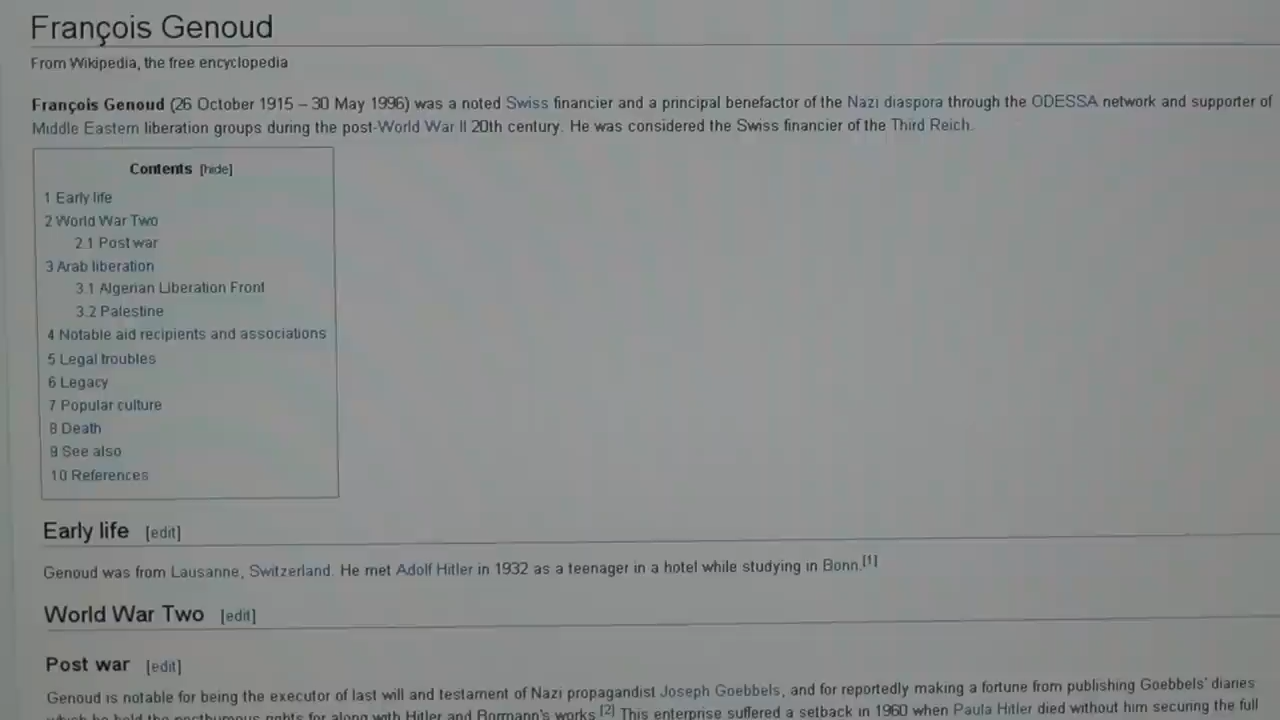 François Genoud
From Wikipedia, the free encyclopedia
François Genoud (26 October 1915 – 30 May 1996) was a noted Swiss financier and a principal benefactor of the Nazi diaspora through the ODESSA network and supporter of
Middle Eastern liberation groups during the post-World War II 20th century. He was considered the Swiss financier of the Third Reich.
Contents [hide]
1 Early life
2 World War Two
2.1 Post war
3 Arab liberation
3.1 Algerian Liberation Front
3.2 Palestine
4 Notable aid recipients and associations
5 Legal troubles
6 Legacy
7 Popular culture
8 Death
9 See also
10 References
Early life [edit]
Genoud was from Lausanne, Switzerland. He met Adolf Hitler in 1932 as a teenager in a hotel while studying in Bonn.[1]
World War Two [edit]
Post war [edit]
Genoud is notable for being the executor of last will and testament of Nazi propagandist Joseph Goebbels, and for reportedly making a fortune from publishing Goebbels' diaries
which he held the posthumous rights for along with Hitler and Bormann's works.[2] This enterprise suffered a setback in 1960 when Paula Hitler died without him securing the full